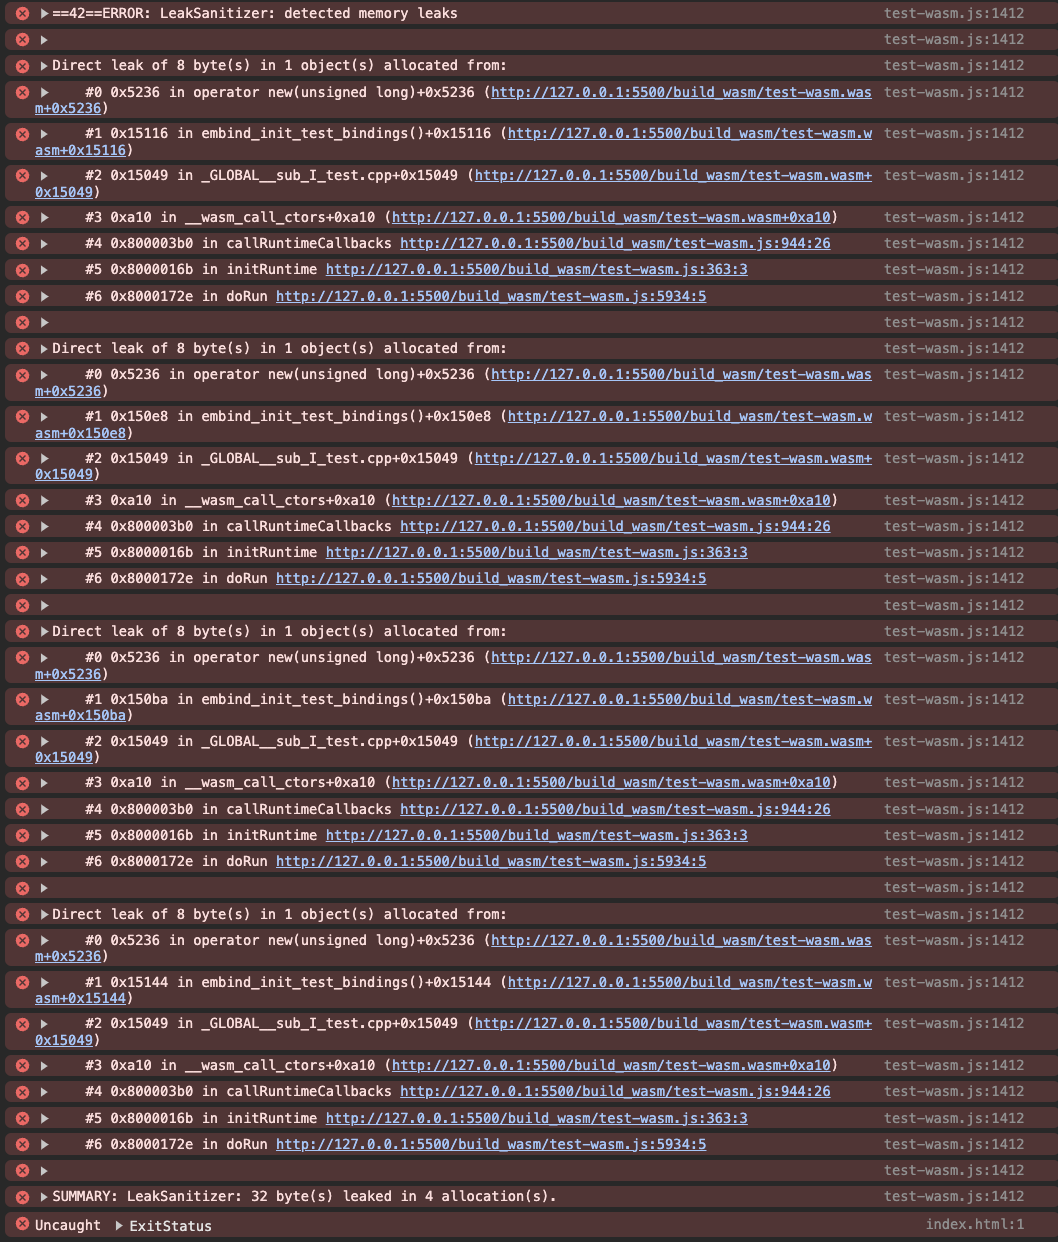 ==42==ERROR: LeakSanitizer: detected memory leaks test-wasm.js:1412
test-wasm.js:1412
Direct leak of 8 byte(s) in 1 object(s) allocated from: test-wasm.js:1412
#0 0x5236 in operator new(unsigned long)+0x5236 (http://127.0.0.1:5500/build_wasm/test-wasm.was test-wasm.js:1412
m+0x5236)
#1 0x15116 in embind_init_test_bindings()+0x15116 (http://127.0.0.1:5500/build_wasm/test-wasm.w test-wasm.js:1412
asm+0x15116)
#2 0x15049 in _GLOBAL__sub_I_test.cpp+0x15049 (http://127.0.0.1:5500/build_wasm/test-wasm.wasm+ test-wasm.js:1412
0x15049)
#3 0xa10 in __wasm_call_ctors+0xa10 (http://127.0.0.1:5500/build_wasm/test-wasm.wasm+0xa10) test-wasm.js:1412
#4 0x800003b0 in callRuntimeCallbacks http://127.0.0.1:5500/build_wasm/test-wasm.js:944:26 test-wasm.js:1412
#5 0x8000016b in initRuntime http://127.0.0.1:5500/build_wasm/test-wasm.js:363:3 test-wasm.js:1412
#6 0x8000172e in doRun http://127.0.0.1:5500/build_wasm/test-wasm.js:5934:5 test-wasm.js:1412
test-wasm.js:1412
Direct leak of 8 byte(s) in 1 object(s) allocated from: test-wasm.js:1412
#0 0x5236 in operator new(unsigned long)+0x5236 (http://127.0.0.1:5500/build_wasm/test-wasm.was test-wasm.js:1412
m+0x5236)
#1 0x150e8 in embind_init_test_bindings()+0x150e8 (http://127.0.0.1:5500/build_wasm/test-wasm.w test-wasm.js:1412
asm+0x150e8)
#2 0x15049 in _GLOBAL__sub_I_test.cpp+0x15049 (http://127.0.0.1:5500/build_wasm/test-wasm.wasm+ test-wasm.js:1412
0x15049)
#3 0xa10 in __wasm_call_ctors+0xa10 (http://127.0.0.1:5500/build_wasm/test-wasm.wasm+0xa10) test-wasm.js:1412
#4 0x800003b0 in callRuntimeCallbacks http://127.0.0.1:5500/build_wasm/test-wasm.js:944:26 test-wasm.js:1412
#5 0x8000016b in initRuntime http://127.0.0.1:5500/build_wasm/test-wasm.js:363:3 test-wasm.js:1412
#6 0x8000172e in doRun http://127.0.0.1:5500/build_wasm/test-wasm.js:5934:5 test-wasm.js:1412
test-wasm.js:1412
Direct leak of 8 byte(s) in 1 object(s) allocated from: test-wasm.js:1412
#0 0x5236 in operator new(unsigned long)+0x5236 (http://127.0.0.1:5500/build_wasm/test-wasm.was test-wasm.js:1412
m+0x5236)
#1 0x150ba in embind_init_test_bindings()+0x150ba (http://127.0.0.1:5500/build_wasm/test-wasm.w test-wasm.js:1412
asm+0x150ba)
#2 0x15049 in _GLOBAL__sub_I_test.cpp+0x15049 (http://127.0.0.1:5500/build_wasm/test-wasm.wasm+ test-wasm.js:1412
0x15049)
#3 0xa10 in __wasm_call_ctors+0xa10 (http://127.0.0.1:5500/build_wasm/test-wasm.wasm+0xa10) test-wasm.js:1412
#4 0x800003b0 in callRuntimeCallbacks http://127.0.0.1:5500/build_wasm/test-wasm.js:944:26 test-wasm.js:1412
#5 0x8000016b in initRuntime http://127.0.0.1:5500/build_wasm/test-wasm.js:363:3 test-wasm.js:1412
#6 0x8000172e in doRun http://127.0.0.1:5500/build_wasm/test-wasm.js:5934:5 test-wasm.js:1412
test-wasm.js:1412
Direct leak of 8 byte(s) in 1 object(s) allocated from: test-wasm.js:1412
#0 0x5236 in operator new(unsigned long)+0x5236 (http://127.0.0.1:5500/build_wasm/test-wasm.was test-wasm.js:1412
m+0x5236)
#1 0x15144 in embind_init_test_bindings()+0x15144 (http://127.0.0.1:5500/build_wasm/test-wasm.w test-wasm.js:1412
asm+0x15144)
#2 0x15049 in _GLOBAL__sub_I_test.cpp+0x15049 (http://127.0.0.1:5500/build_wasm/test-wasm.wasm+ test-wasm.js:1412
0x15049)
#3 0xa10 in __wasm_call_ctors+0xa10 (http://127.0.0.1:5500/build_wasm/test-wasm.wasm+0xa10) test-wasm.js:1412
#4 0x800003b0 in callRuntimeCallbacks http://127.0.0.1:5500/build_wasm/test-wasm.js:944:26 test-wasm.js:1412
#5 0x8000016b in initRuntime http://127.0.0.1:5500/build_wasm/test-wasm.js:363:3 test-wasm.js:1412
#6 0x8000172e in doRun http://127.0.0.1:5500/build_wasm/test-wasm.js:5934:5 test-wasm.js:1412
test-wasm.js:1412
SUMMARY: LeakSanitizer: 32 byte(s) leaked in 4 allocation(s). test-wasm.js:1412
Uncaught ExitStatus index.html:1